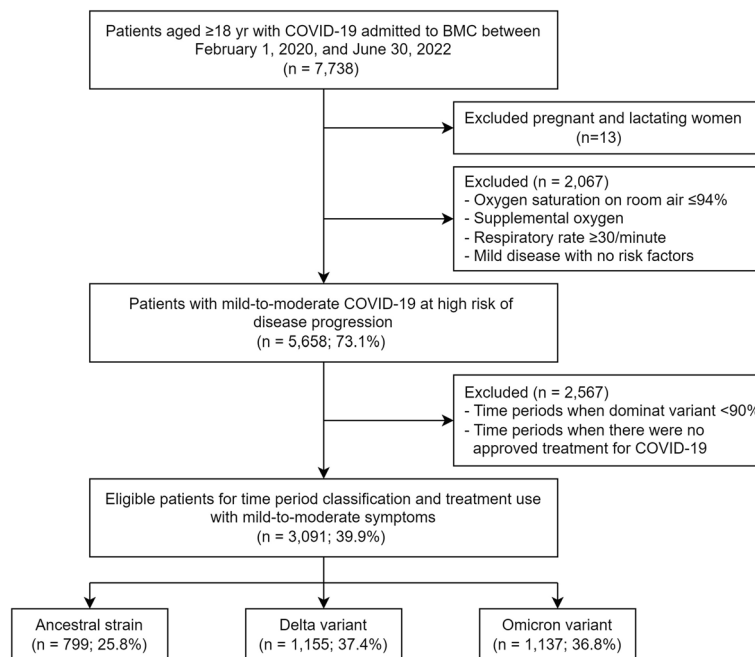 Patients aged ≥18 yr with COVID-19 admitted to BMC between
February 1, 2020, and June 30, 2022
(n = 7,738)
Excluded pregnant and lactating women
(n=13)
Excluded (n = 2,067)
- Oxygen saturation on room air ≤94%
- Supplemental oxygen
- Respiratory rate ≥30/minute
- Mild disease with no risk factors
Patients with mild-to-moderate COVID-19 at high risk of
disease progression
(n = 5,658; 73.1%)
Excluded (n = 2,567)
- Time periods when dominat variant <90%
- Time periods when there were no
approved treatment for COVID-19
Eligible patients for time period classification and treatment use
with mild-to-moderate symptoms
(n = 3,091; 39.9%)
Ancestral strain
(n = 799; 25.8%)
Delta variant
(n = 1,155; 37.4%)
Omicron variant
(n = 1,137; 36.8%)